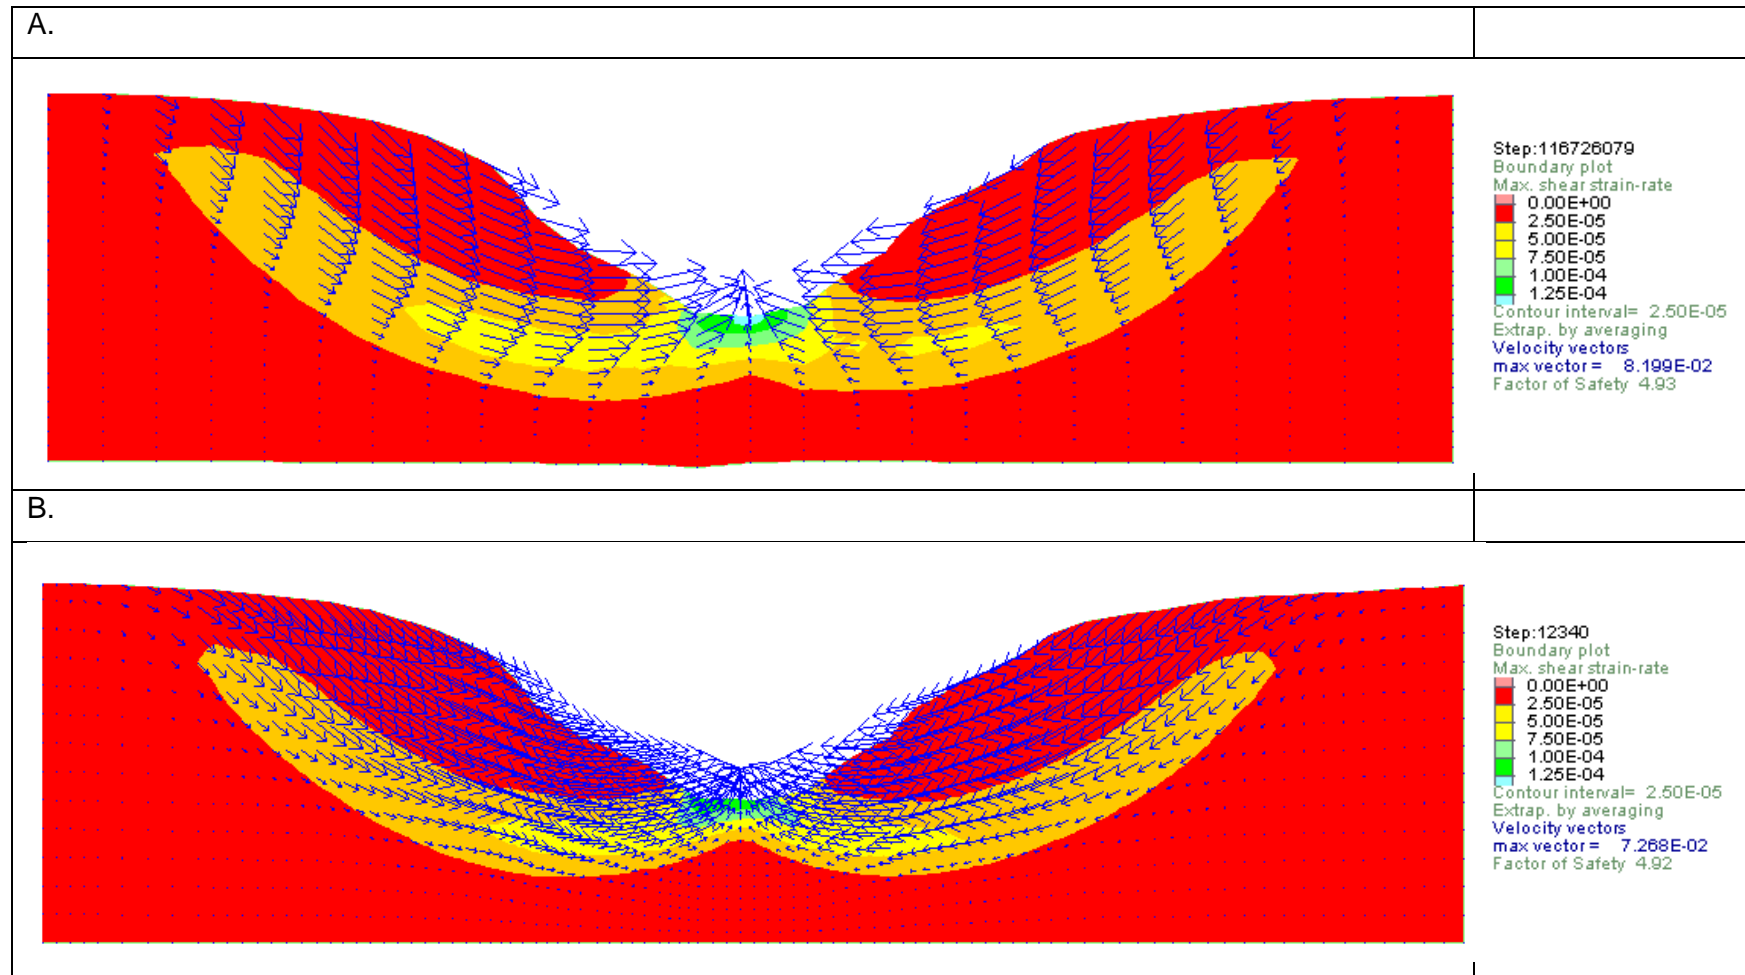 A.
Step:116726079
Boundary plot
Max. shear strain-rate
0.00E+00
2.50E-05
5.00E-05
7.50E-05
1.00E-04
1.25E-04
Contour interval= 2.50E-05
Extrap. by averaging
Velocity vectors
max vector = 8.199E-02
Factor of Safety 4.93
B.
Step:12340
Boundary plot
Max. shear strain-rate
0.00E+00
2.50E-05
5.00E-05
7.50E-05
1.00E-04
1.25E-04
Contour interval= 2.50E-05
Extrap. by averaging
Velocity vectors
max vector = 7.268E-02
Factor of Safety 4.92